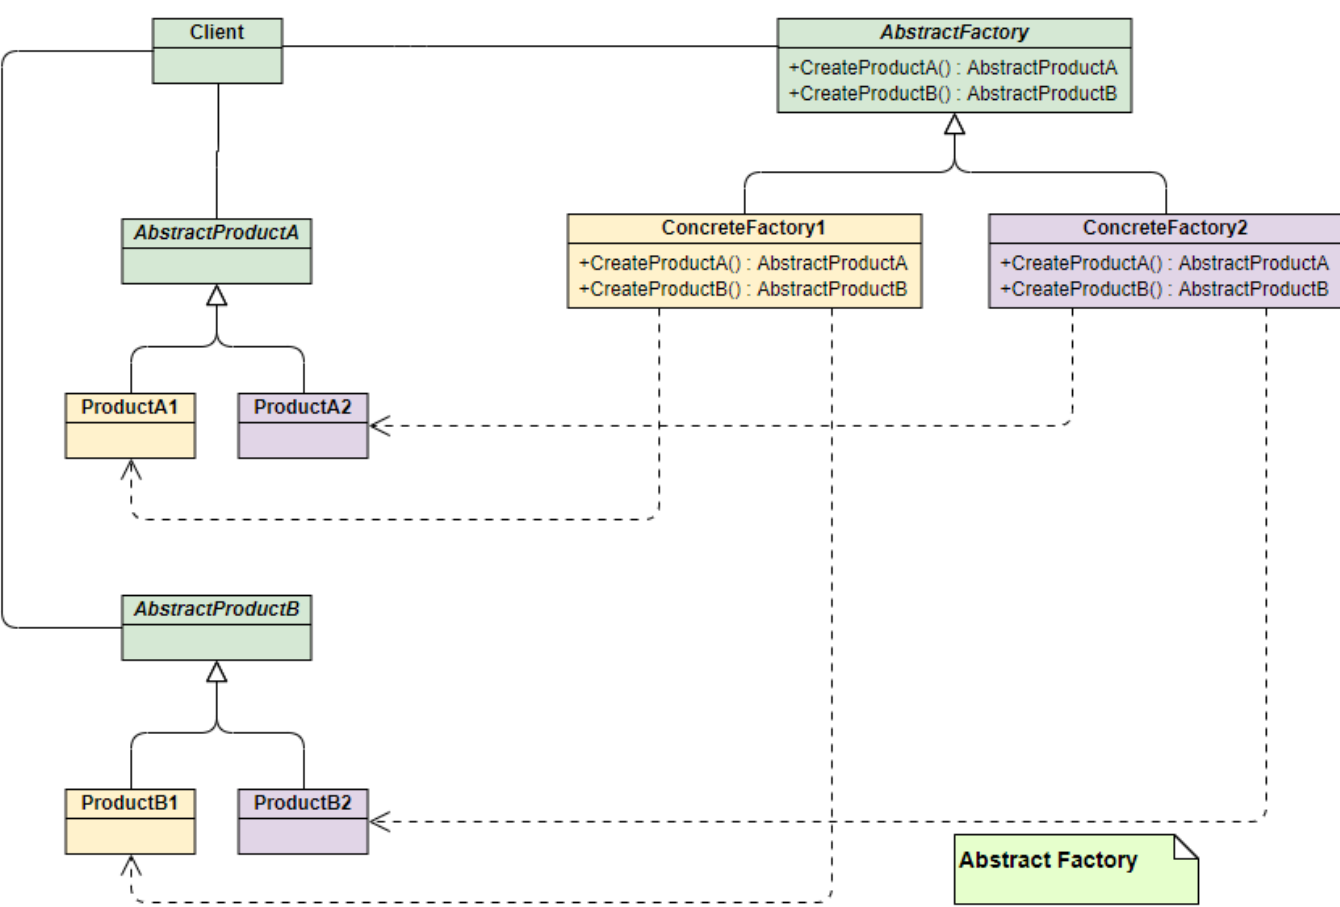 Client
AbstractFactory
+CreateProductA() : AbstractProductA
+CreateProductB() : AbstractProductB
AbstractProductA
ConcreteFactory1
+CreateProductA() : AbstractProductA
+CreateProductB() : AbstractProductB
ConcreteFactory2
+CreateProductA() : AbstractProductA
+CreateProductB() : AbstractProductB
ProductA1
ProductA2
AbstractProductB
ProductB1
ProductB2
Abstract Factory